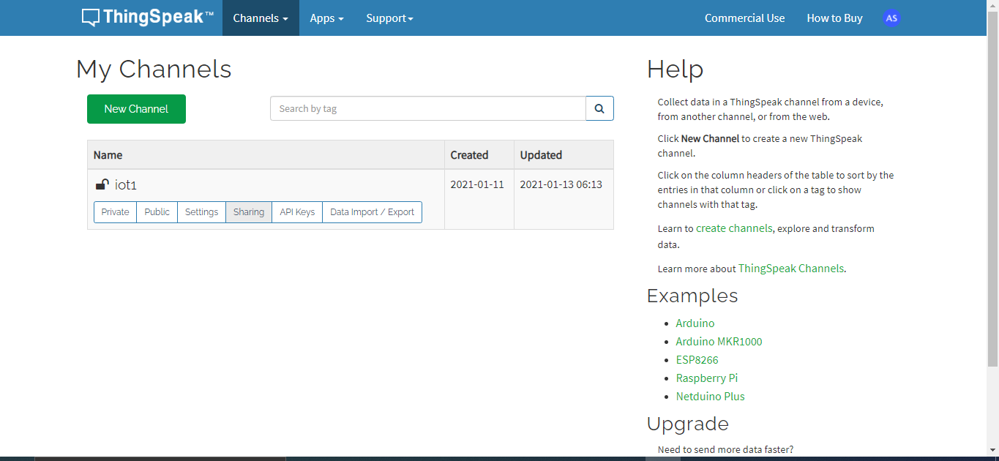 ThingSpeak™ Channels Apps Support Commercial Use How to Buy AS
My Channels
New Channel
Search by tag
Name Created Updated
iot1 2021-01-11 2021-01-13 06:13
Private Public Settings Sharing API Keys Data Import / Export
Help
Collect data in a ThingSpeak channel from a device,
from another channel, or from the web.
Click New Channel to create a new ThingSpeak
channel.
Click on the column headers of the table to sort by the
entries in that column or click on a tag to show
channels with that tag.
Learn to create channels, explore and transform
data.
Learn more about ThingSpeak Channels.
Examples
• Arduino
• Arduino MKR1000
• ESP8266
• Raspberry Pi
• Netduino Plus
Upgrade
Need to send more data faster?